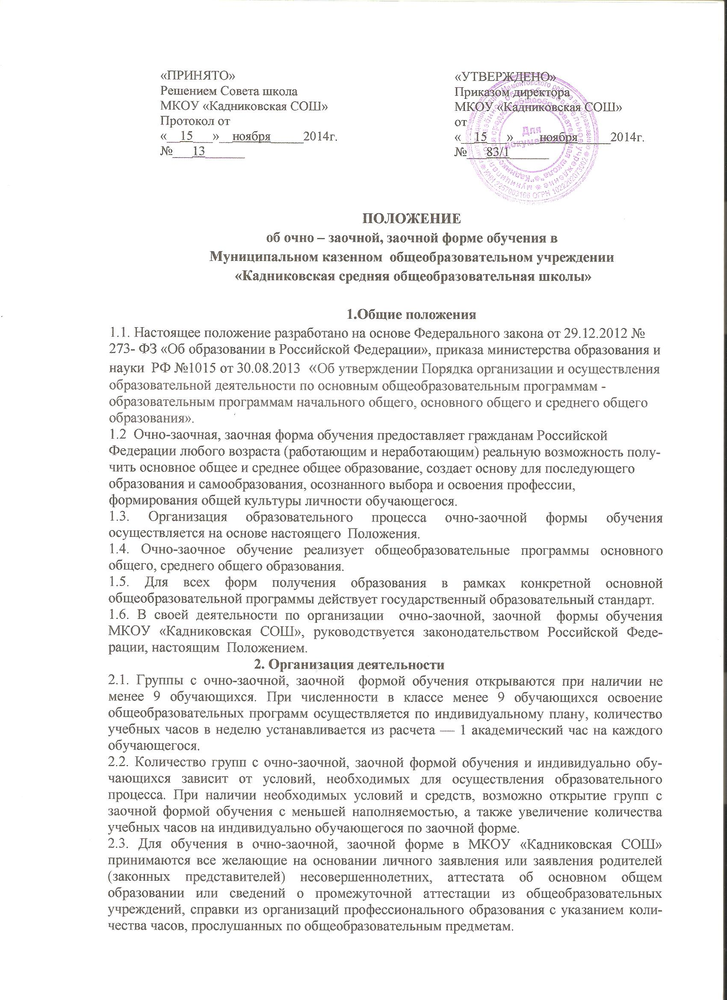 «ПРИНЯТО»
Решением Совета школа
МКОУ «Кадниковская СОШ»
Протокол от
«__15___»__ноября_____2014г.
№___13______
«УТВЕРЖДЕНО»
Приказом директора
МКОУ «Кадниковская СОШ»
от
«__15___»____ноября_____2014г.
№___83/1______
Для
документов
ПОЛОЖЕНИЕ
об очно – заочной, заочной форме обучения в
Муниципальном казенном общеобразовательном учреждении
«Кадниковская средняя общеобразовательная школы»
1.Общие положения
1.1. Настоящее положение разработано на основе Федерального закона от 29.12.2012 №
273- ФЗ «Об образовании в Российской Федерации», приказа министерства образования и
науки РФ №1015 от 30.08.2013 «Об утверждении Порядка организации и осуществления
образовательной деятельности по основным общеобразовательным программам -
образовательным программам начального общего, основного общего и среднего общего
образования».
1.2 Очно-заочная, заочная форма обучения предоставляет гражданам Российской
Федерации любого возраста (работающим и неработающим) реальную возможность полу-
чить основное общее и среднее общее образование, создает основу для последующего
образования и самообразования, осознанного выбора и освоения профессии,
формирования общей культуры личности обучающегося.
1.3. Организация образовательного процесса очно-заочной формы обучения
осуществляется на основе настоящего Положения.
1.4. Очно-заочное обучение реализует общеобразовательные программы основного
общего, среднего общего образования.
1.5. Для всех форм получения образования в рамках конкретной основной
общеобразовательной программы действует государственный образовательный стандарт.
1.6. В своей деятельности по организации очно-заочной, заочной формы обучения
МКОУ «Кадниковская СОШ», руководствуется законодательством Российской Феде-
рации, настоящим Положением.
2. Организация деятельности
2.1. Группы с очно-заочной, заочной формой обучения открываются при наличии не
менее 9 обучающихся. При численности в классе менее 9 обучающихся освоение
общеобразовательных программ осуществляется по индивидуальному плану, количество
учебных часов в неделю устанавливается из расчета — 1 академический час на каждого
обучающегося.
2.2. Количество групп с очно-заочной, заочной формой обучения и индивидуально обу-
чающихся зависит от условий, необходимых для осуществления образовательного
процесса. При наличии необходимых условий и средств, возможно открытие групп с
заочной формой обучения с меньшей наполняемостью, а также увеличение количества
учебных часов на индивидуально обучающегося по заочной форме.
2.3. Для обучения в очно-заочной, заочной форме в МКОУ «Кадниковская СОШ»
принимаются все желающие на основании личного заявления или заявления родителей
(законных представителей) несовершеннолетних, аттестата об основном общем
образовании или сведений о промежуточной аттестации из общеобразовательных
учреждений, справки из организаций профессионального образования с указанием коли-
чества часов, прослушанных по общеобразовательным предметам.